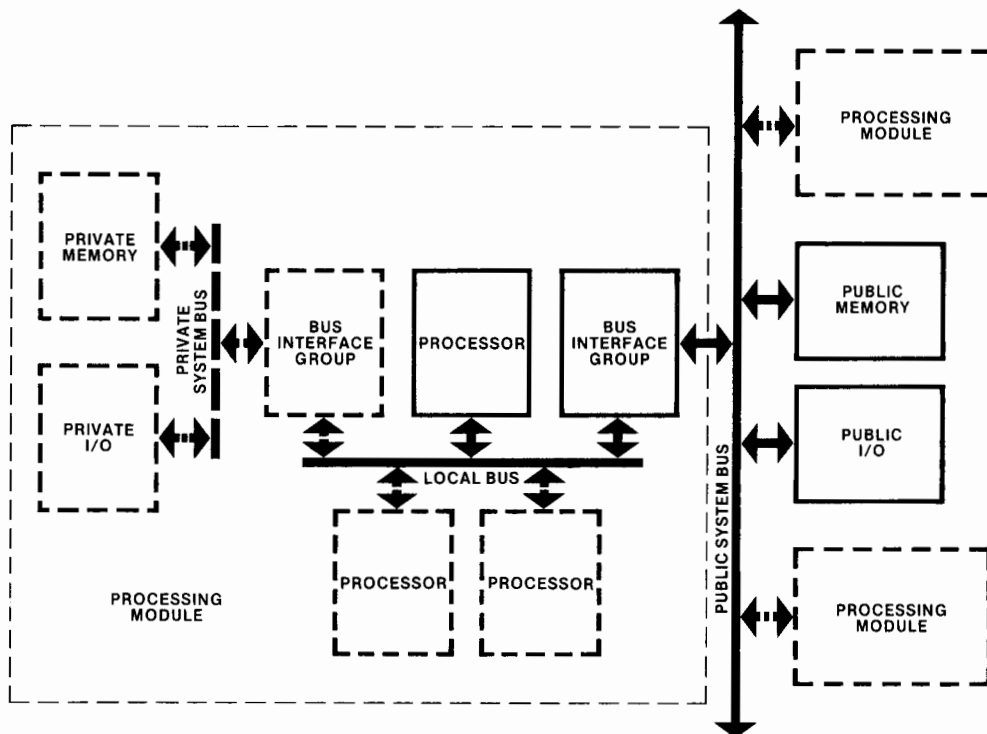 PROCESSING
MODULE
PRIVATE
MEMORY
PRIVATE
SYSTEM BUS
BUS
INTERFACE
GROUP
PROCESSOR
BUS
INTERFACE
GROUP
PUBLIC
MEMORY
PRIVATE
I/O
PUBLIC
I/O
LOCAL BUS
PUBLIC SYSTEM BUS
PROCESSOR
PROCESSOR
PROCESSING
MODULE
PROCESSING
MODULE